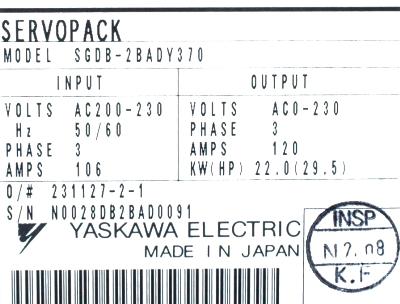 SERVOPACK
MODEL SGDB-2BADY370
INPUT OUTPUT
VOLTS AC200-230 VOLTS AC0-230
Hz 50/60 PHASE 3
PHASE 3 AMPS 120
AMPS 106 KW(HP) 22.0(29.5)
O/# 231127-2-1
S/N N0028DB2BAD0091
YASKAWA ELECTRIC
MADE IN JAPAN
INSP
K.F